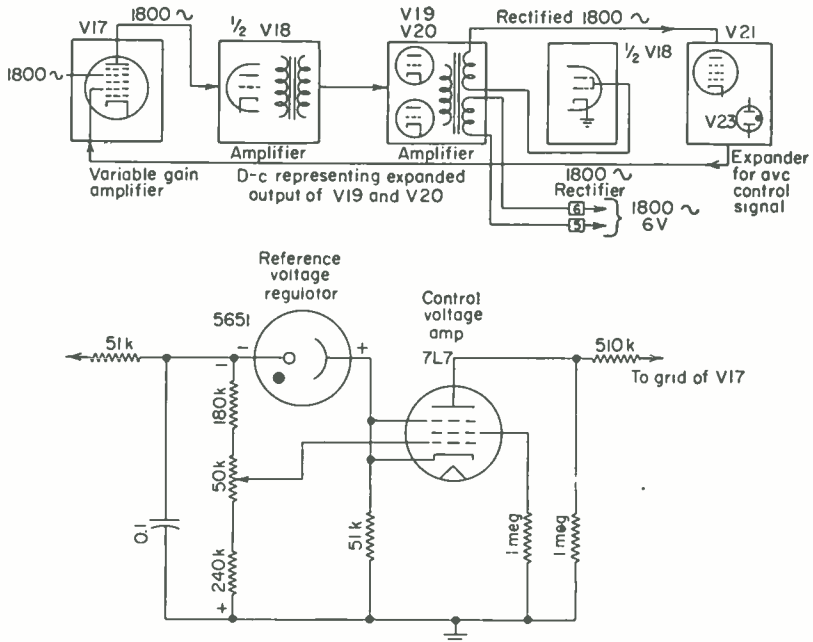 V17
1800 ~
1800 ~
Variable gain
amplifier
½ V18
Amplifier
V19
V20
Amplifier
Rectified 1800 ~
½ V18
1800 ~
Rectifier
V21
V23
Expander
for avc
control
signal
D-c representing expanded
output of V19 and V20
6
5
1800 ~
6V
Reference
voltage
regulotor
5651
Control
voltage
amp
7L7
51k
−
+
510k
To grid of V17
−
180k
50k
240k
+
0.1
51k
1 meg
1 meg